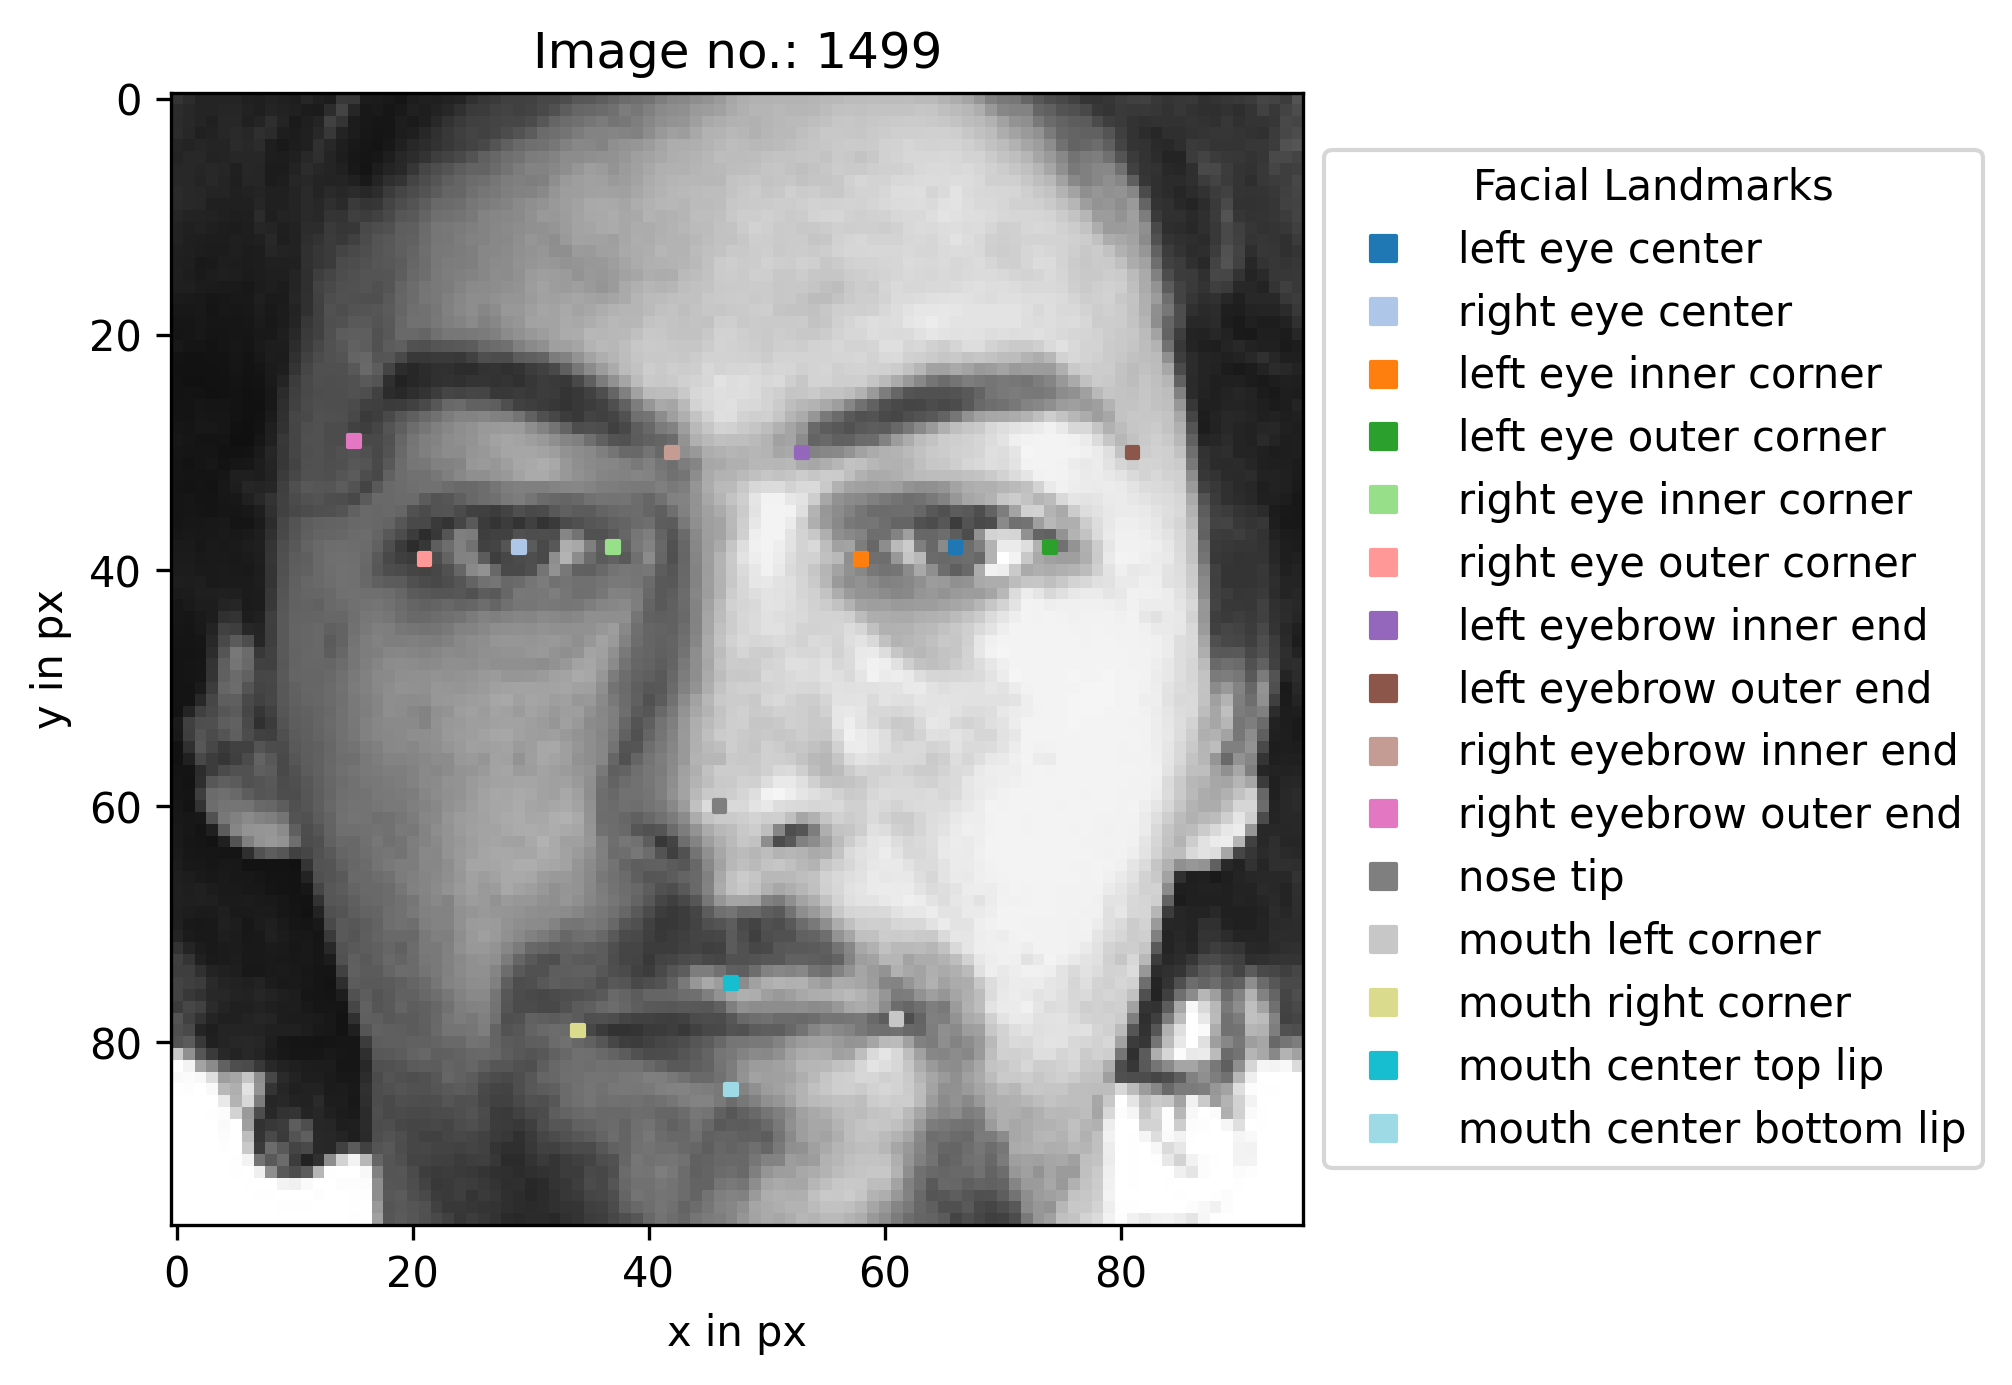 Image no.: 1499
0
20
40
60
80
y in px
0 20 40 60 80
x in px
Facial Landmarks
left eye center
right eye center
left eye inner corner
left eye outer corner
right eye inner corner
right eye outer corner
left eyebrow inner end
left eyebrow outer end
right eyebrow inner end
right eyebrow outer end
nose tip
mouth left corner
mouth right corner
mouth center top lip
mouth center bottom lip